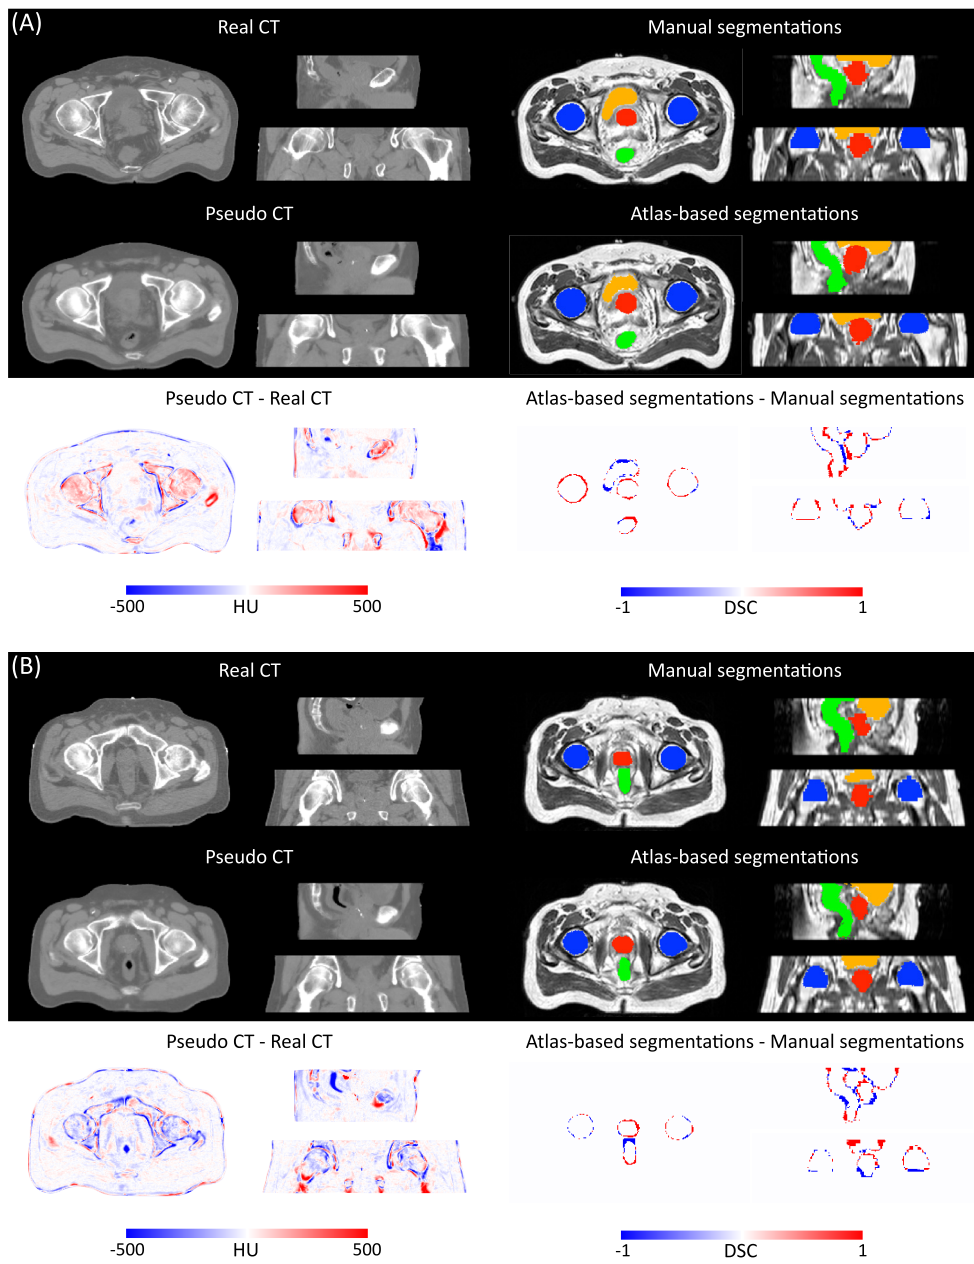 (A)
Real CT
Manual segmentations
Pseudo CT
Atlas-based segmentations
Pseudo CT - Real CT
Atlas-based segmentations - Manual segmentations
-500 HU 500
-1 DSC 1
(B)
Real CT
Manual segmentations
Pseudo CT
Atlas-based segmentations
Pseudo CT - Real CT
Atlas-based segmentations - Manual segmentations
-500 HU 500
-1 DSC 1